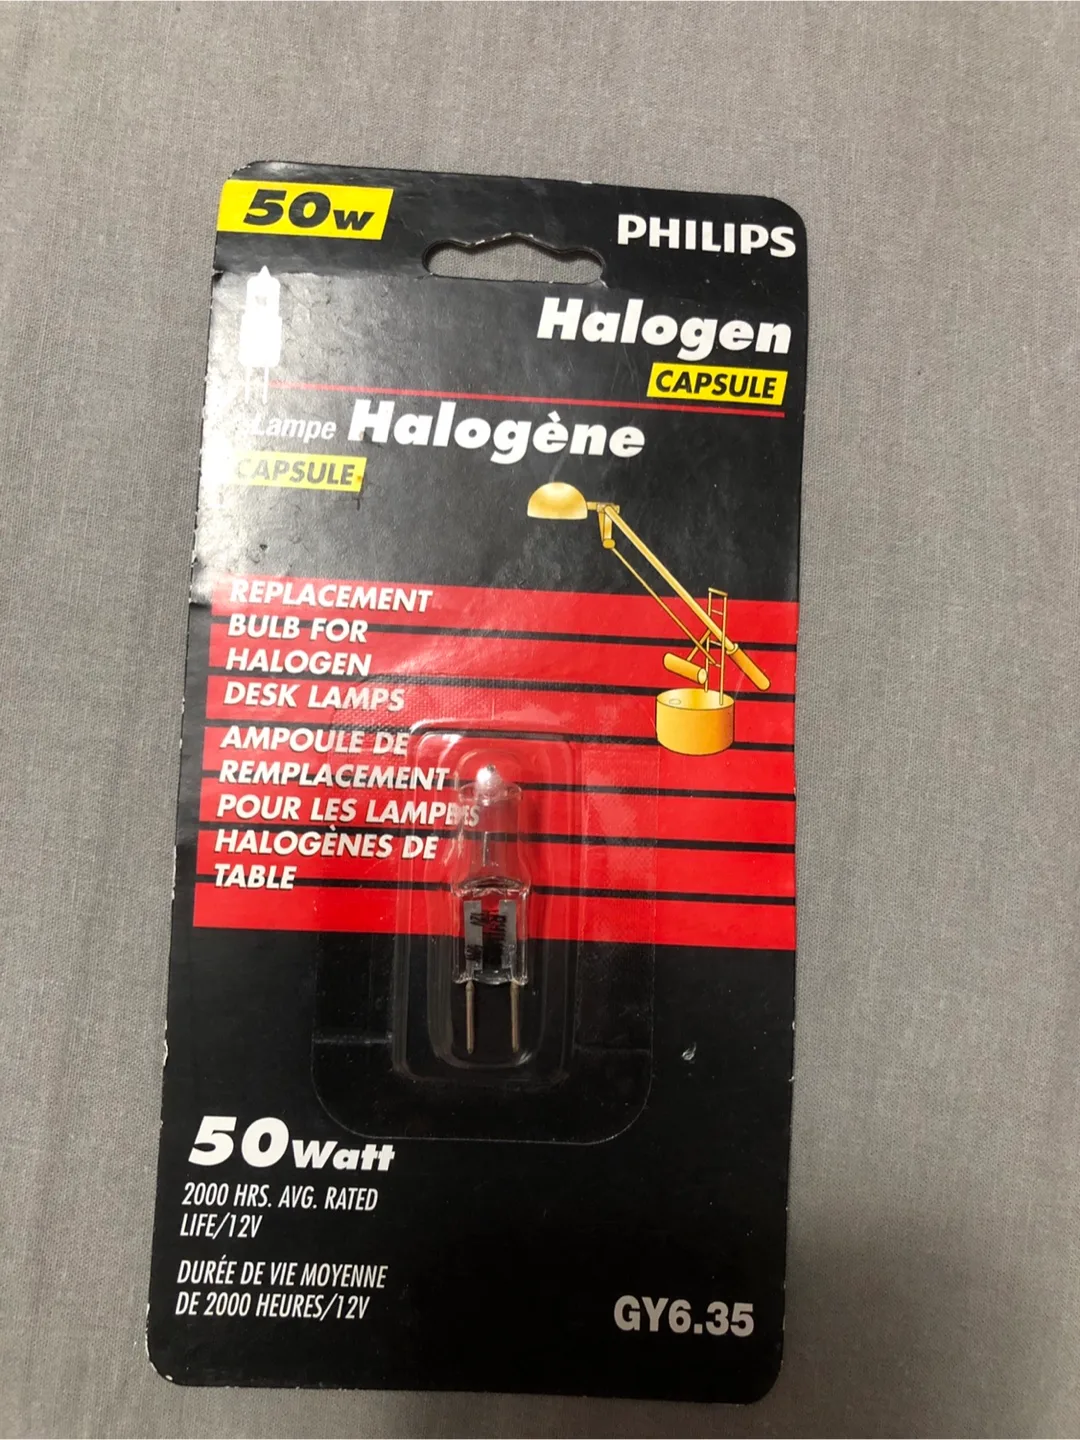 50W
PHILIPS
Halogen
CAPSULE
Lampe Halogène
CAPSULE
REPLACEMENT
BULB FOR
HALOGEN
DESK LAMPS
AMPOULE DE
REMPLACEMENT
POUR LES LAMPES
HALOGÈNES DE
TABLE
50Watt
2000 HRS. AVG. RATED
LIFE/12V
DURÉE DE VIE MOYENNE
DE 2000 HEURES/12V
GY6.35